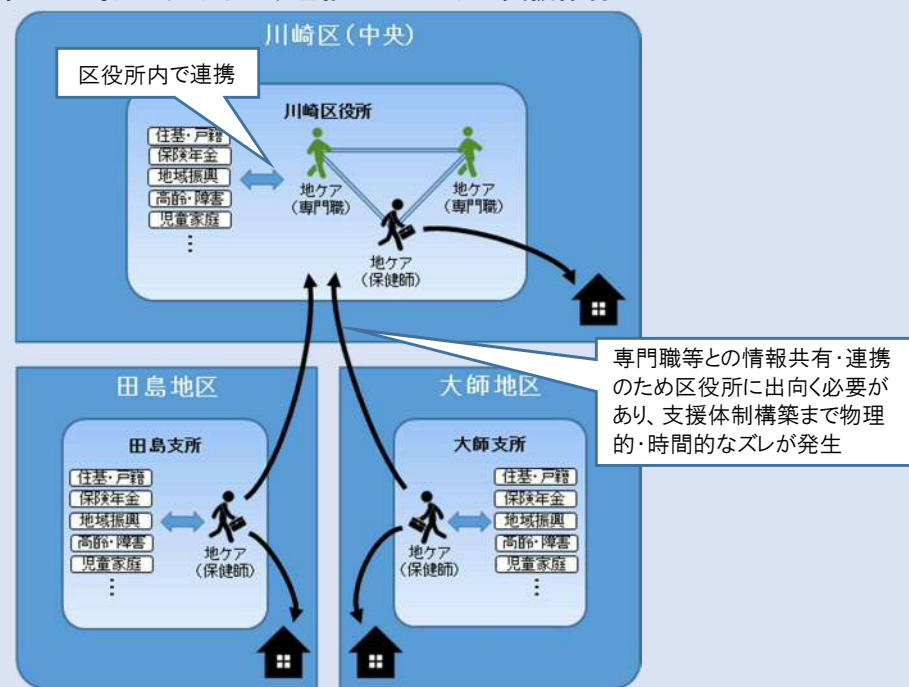 川崎区(中央)
区役所内で連携
川崎区役所
住基・戸籍
保険年金
地域振興
高齢・障害
児童家庭
⋮
地ケア
(専門職)
地ケア
(専門職)
地ケア
(保健師)
専門職等との情報共有・連携
のため区役所に出向く必要が
あり、支援体制構築まで物理
的・時間的なズレが発生
田島地区
田島支所
住基・戸籍
保険年金
地域振興
高齢・障害
児童家庭
⋮
地ケア
(保健師)
大師地区
大師支所
住基・戸籍
保険年金
地域振興
高齢・障害
児童家庭
⋮
地ケア
(保健師)